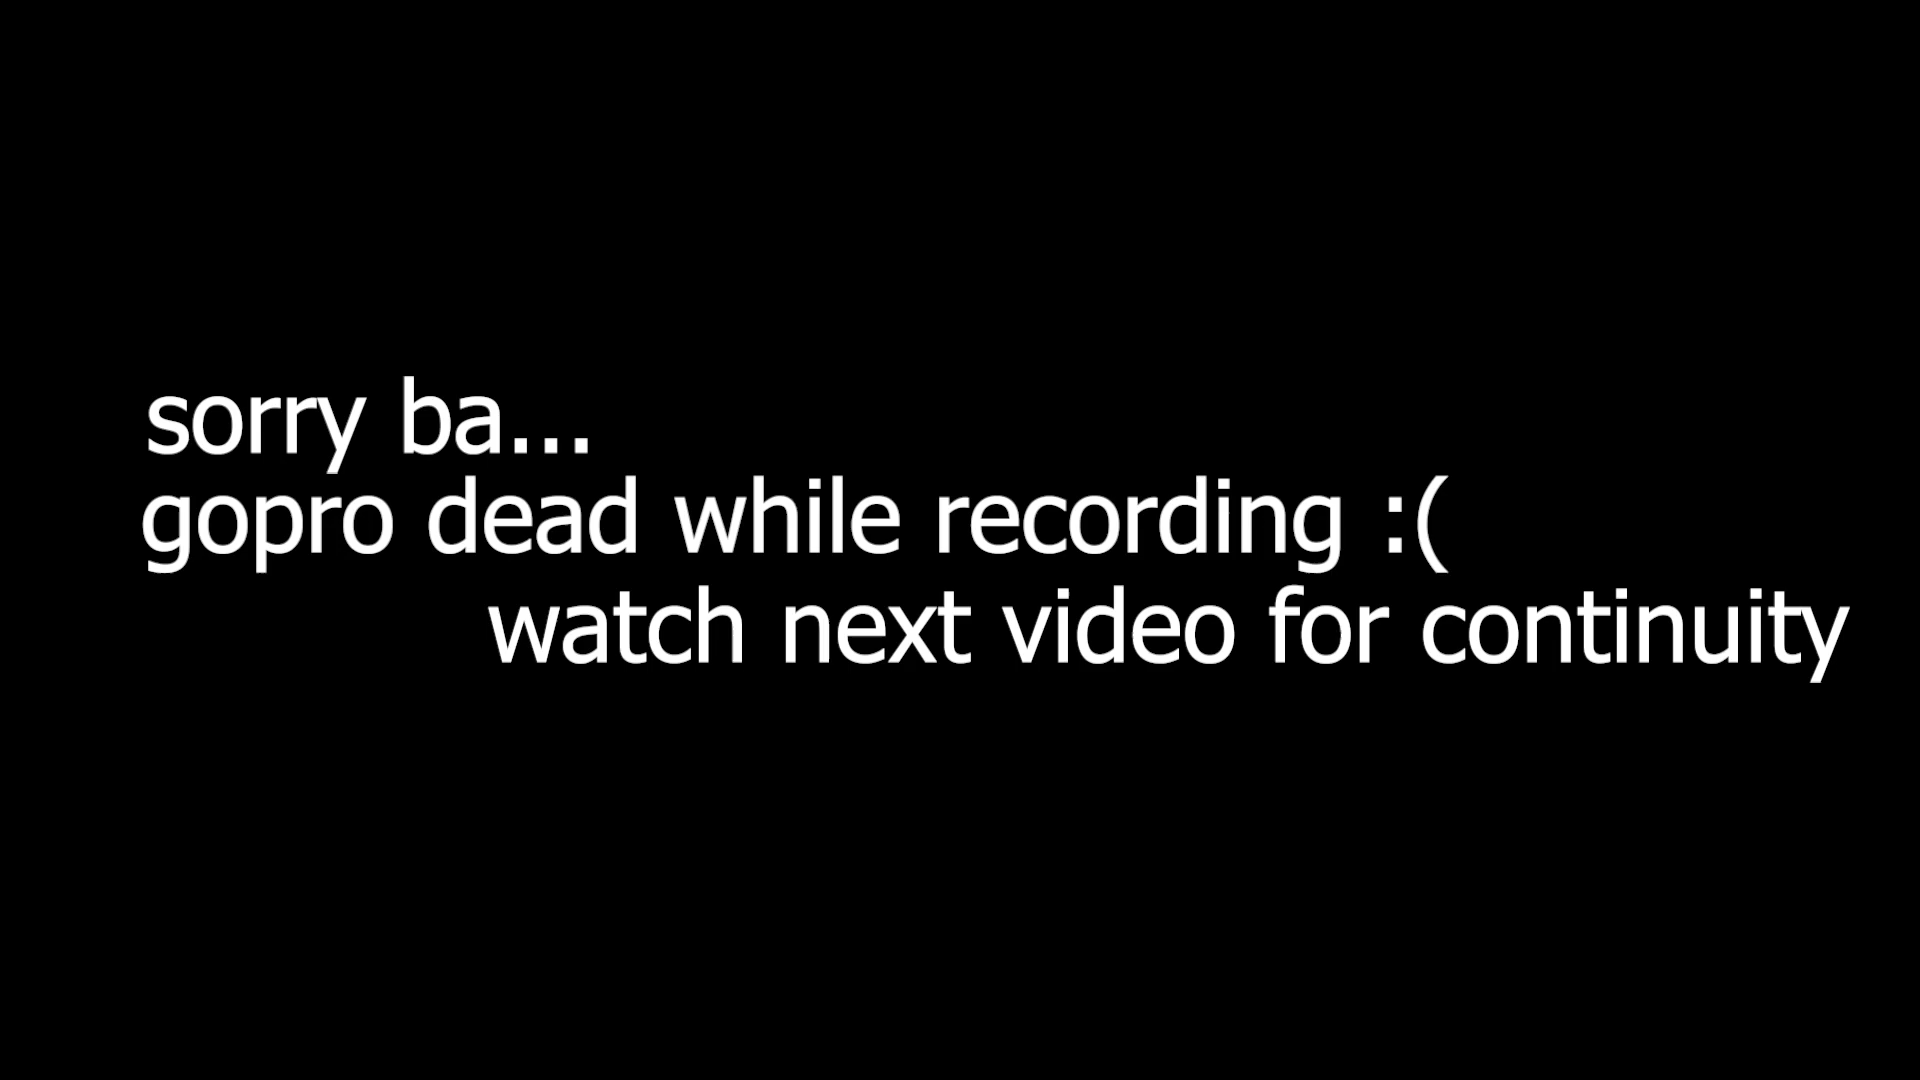 sorry ba...
gopro dead while recording :(
watch next video for continuity